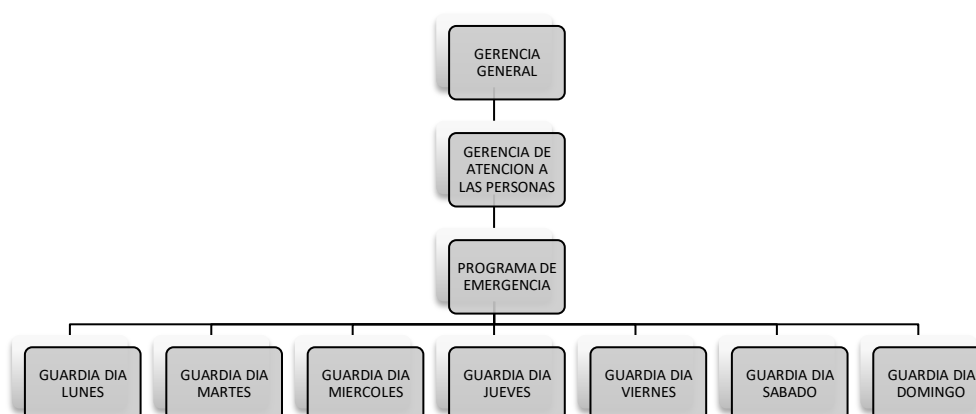 GERENCIA
GENERAL
GERENCIA DE
ATENCION A
LAS PERSONAS
PROGRAMA DE
EMERGENCIA
GUARDIA DIA
LUNES
GUARDIA DIA
MARTES
GUARDIA DIA
MIERCOLES
GUARDIA DIA
JUEVES
GUARDIA DIA
VIERNES
GUARDIA DIA
SABADO
GUARDIA DIA
DOMINGO